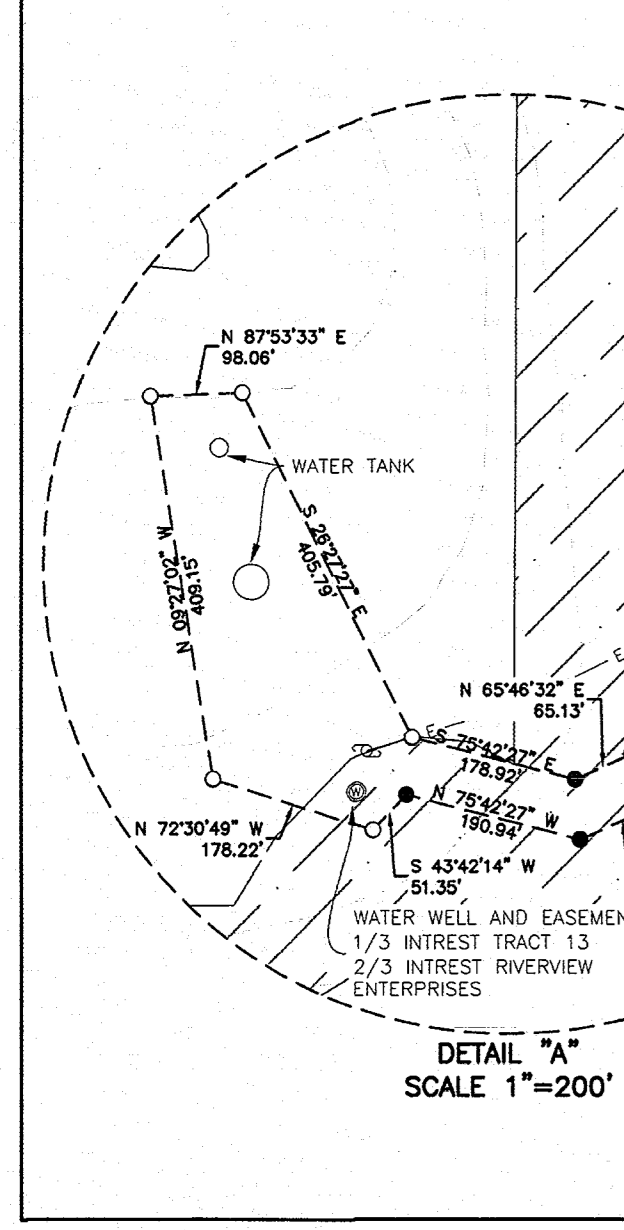 N 87°53'33" E
98.06'
WATER TANK
S 26°27'27" E
405.79'
N 09°27'02" W
409.15'
N 65°46'32" E
65.13'
E
E
S 75°42'27" E
178.92'
W
N 75°42'27" W
190.94'
N 72°30'49" W
178.22'
S 43°42'14" W
51.35'
WATER WELL AND EASEMEN
1/3 INTREST TRACT 13
2/3 INTREST RIVERVIEW
ENTERPRISES
DETAIL "A"
SCALE 1"=200'